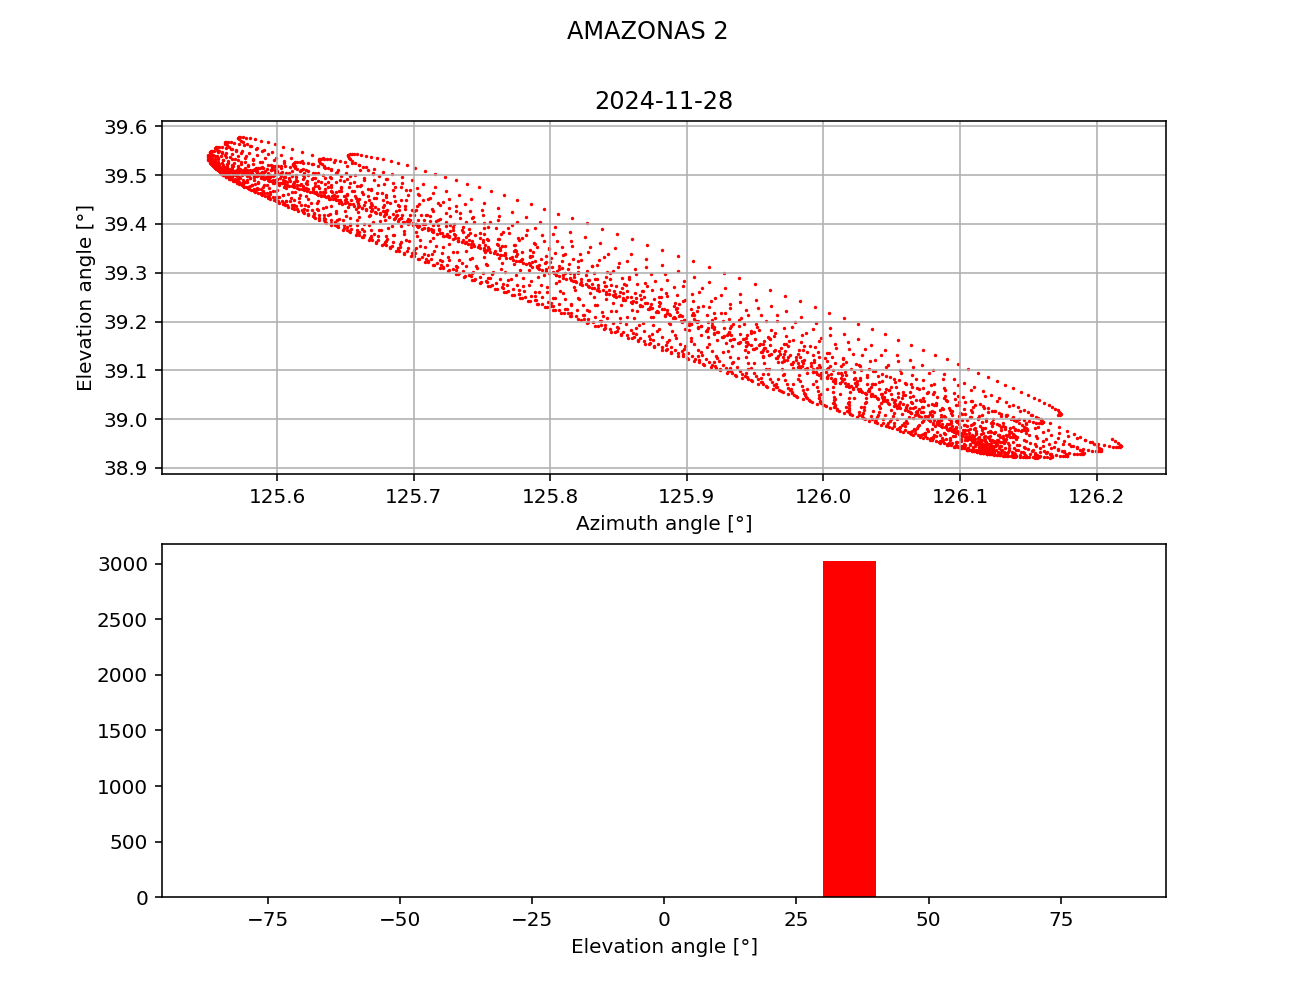 AMAZONAS 2
2024-11-28
39.6
39.5
39.4
39.3
39.2
39.1
39.0
38.9
Elevation angle [°]
125.6 125.7 125.8 125.9 126.0 126.1 126.2
Azimuth angle [°]
3000
2500
2000
1500
1000
500
0
−75 −50 −25 0 25 50 75
Elevation angle [°]